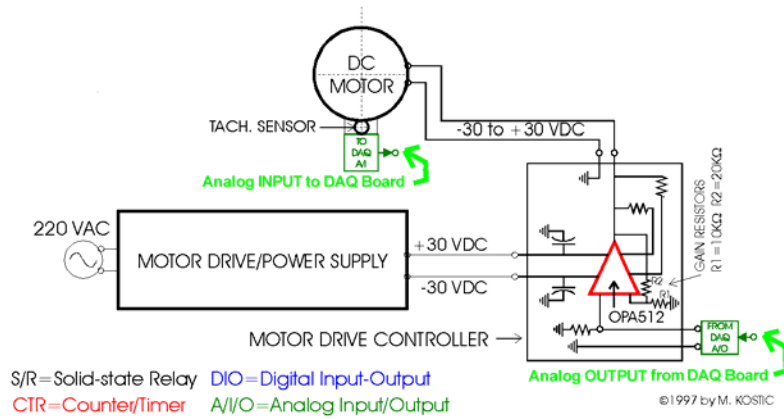 DC
MOTOR
TACH. SENSOR
TO
DAQ
A/I
Analog INPUT to DAQ Board
-30 to +30 VDC
220 VAC
MOTOR DRIVE/POWER SUPPLY
+30 VDC
-30 VDC
GAIN RESISTORS
R1=10KΩ R2=20KΩ
R2
R1
OPA512
MOTOR DRIVE CONTROLLER
FROM
DAQ
A/O
Analog OUTPUT from DAQ Board
S/R=Solid-state Relay DIO=Digital Input-Output
CTR=Counter/Timer A/I/O=Analog Input/Output
©1997 by M. KOSTIC